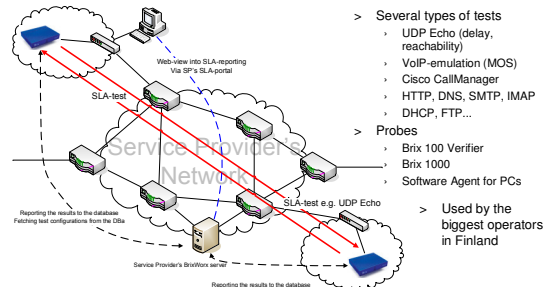 Web-view into SLA-reporting
Via SP's SLA-portal
SLA-test
Service Provider's
Network
SLA-test e.g. UDP Echo
Reporting the results to the database
Fetching test configurations from the DBa
Service Provider's BrixWorx server
Reporting the results to the database
> Several types of tests
› UDP Echo (delay,
reachability)
› VoIP-emulation (MOS)
› Cisco CallManager
› HTTP, DNS, SMTP, IMAP
› DHCP, FTP...
> Probes
› Brix 100 Verifier
› Brix 1000
› Software Agent for PCs
> Used by the
biggest operators
in Finland